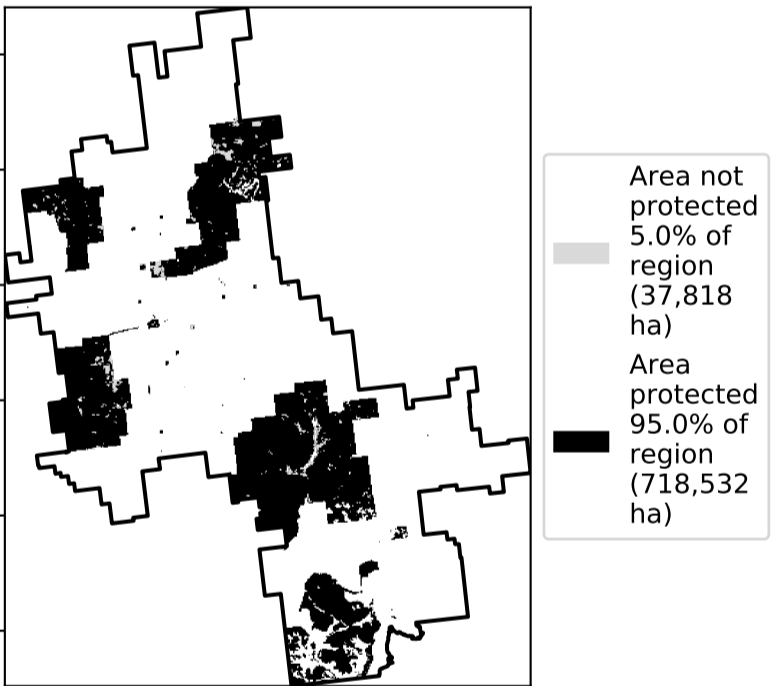 Area not
protected
5.0% of
region
(37,818
ha)
Area
protected
95.0% of
region
(718,532
ha)